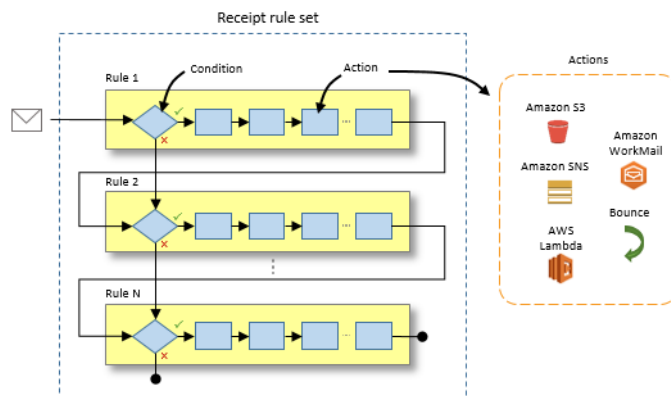 Receipt rule set
Rule 1
Condition
Action
Rule 2
Rule N
Actions
Amazon S3
Amazon
WorkMail
Amazon SNS
Bounce
AWS
Lambda